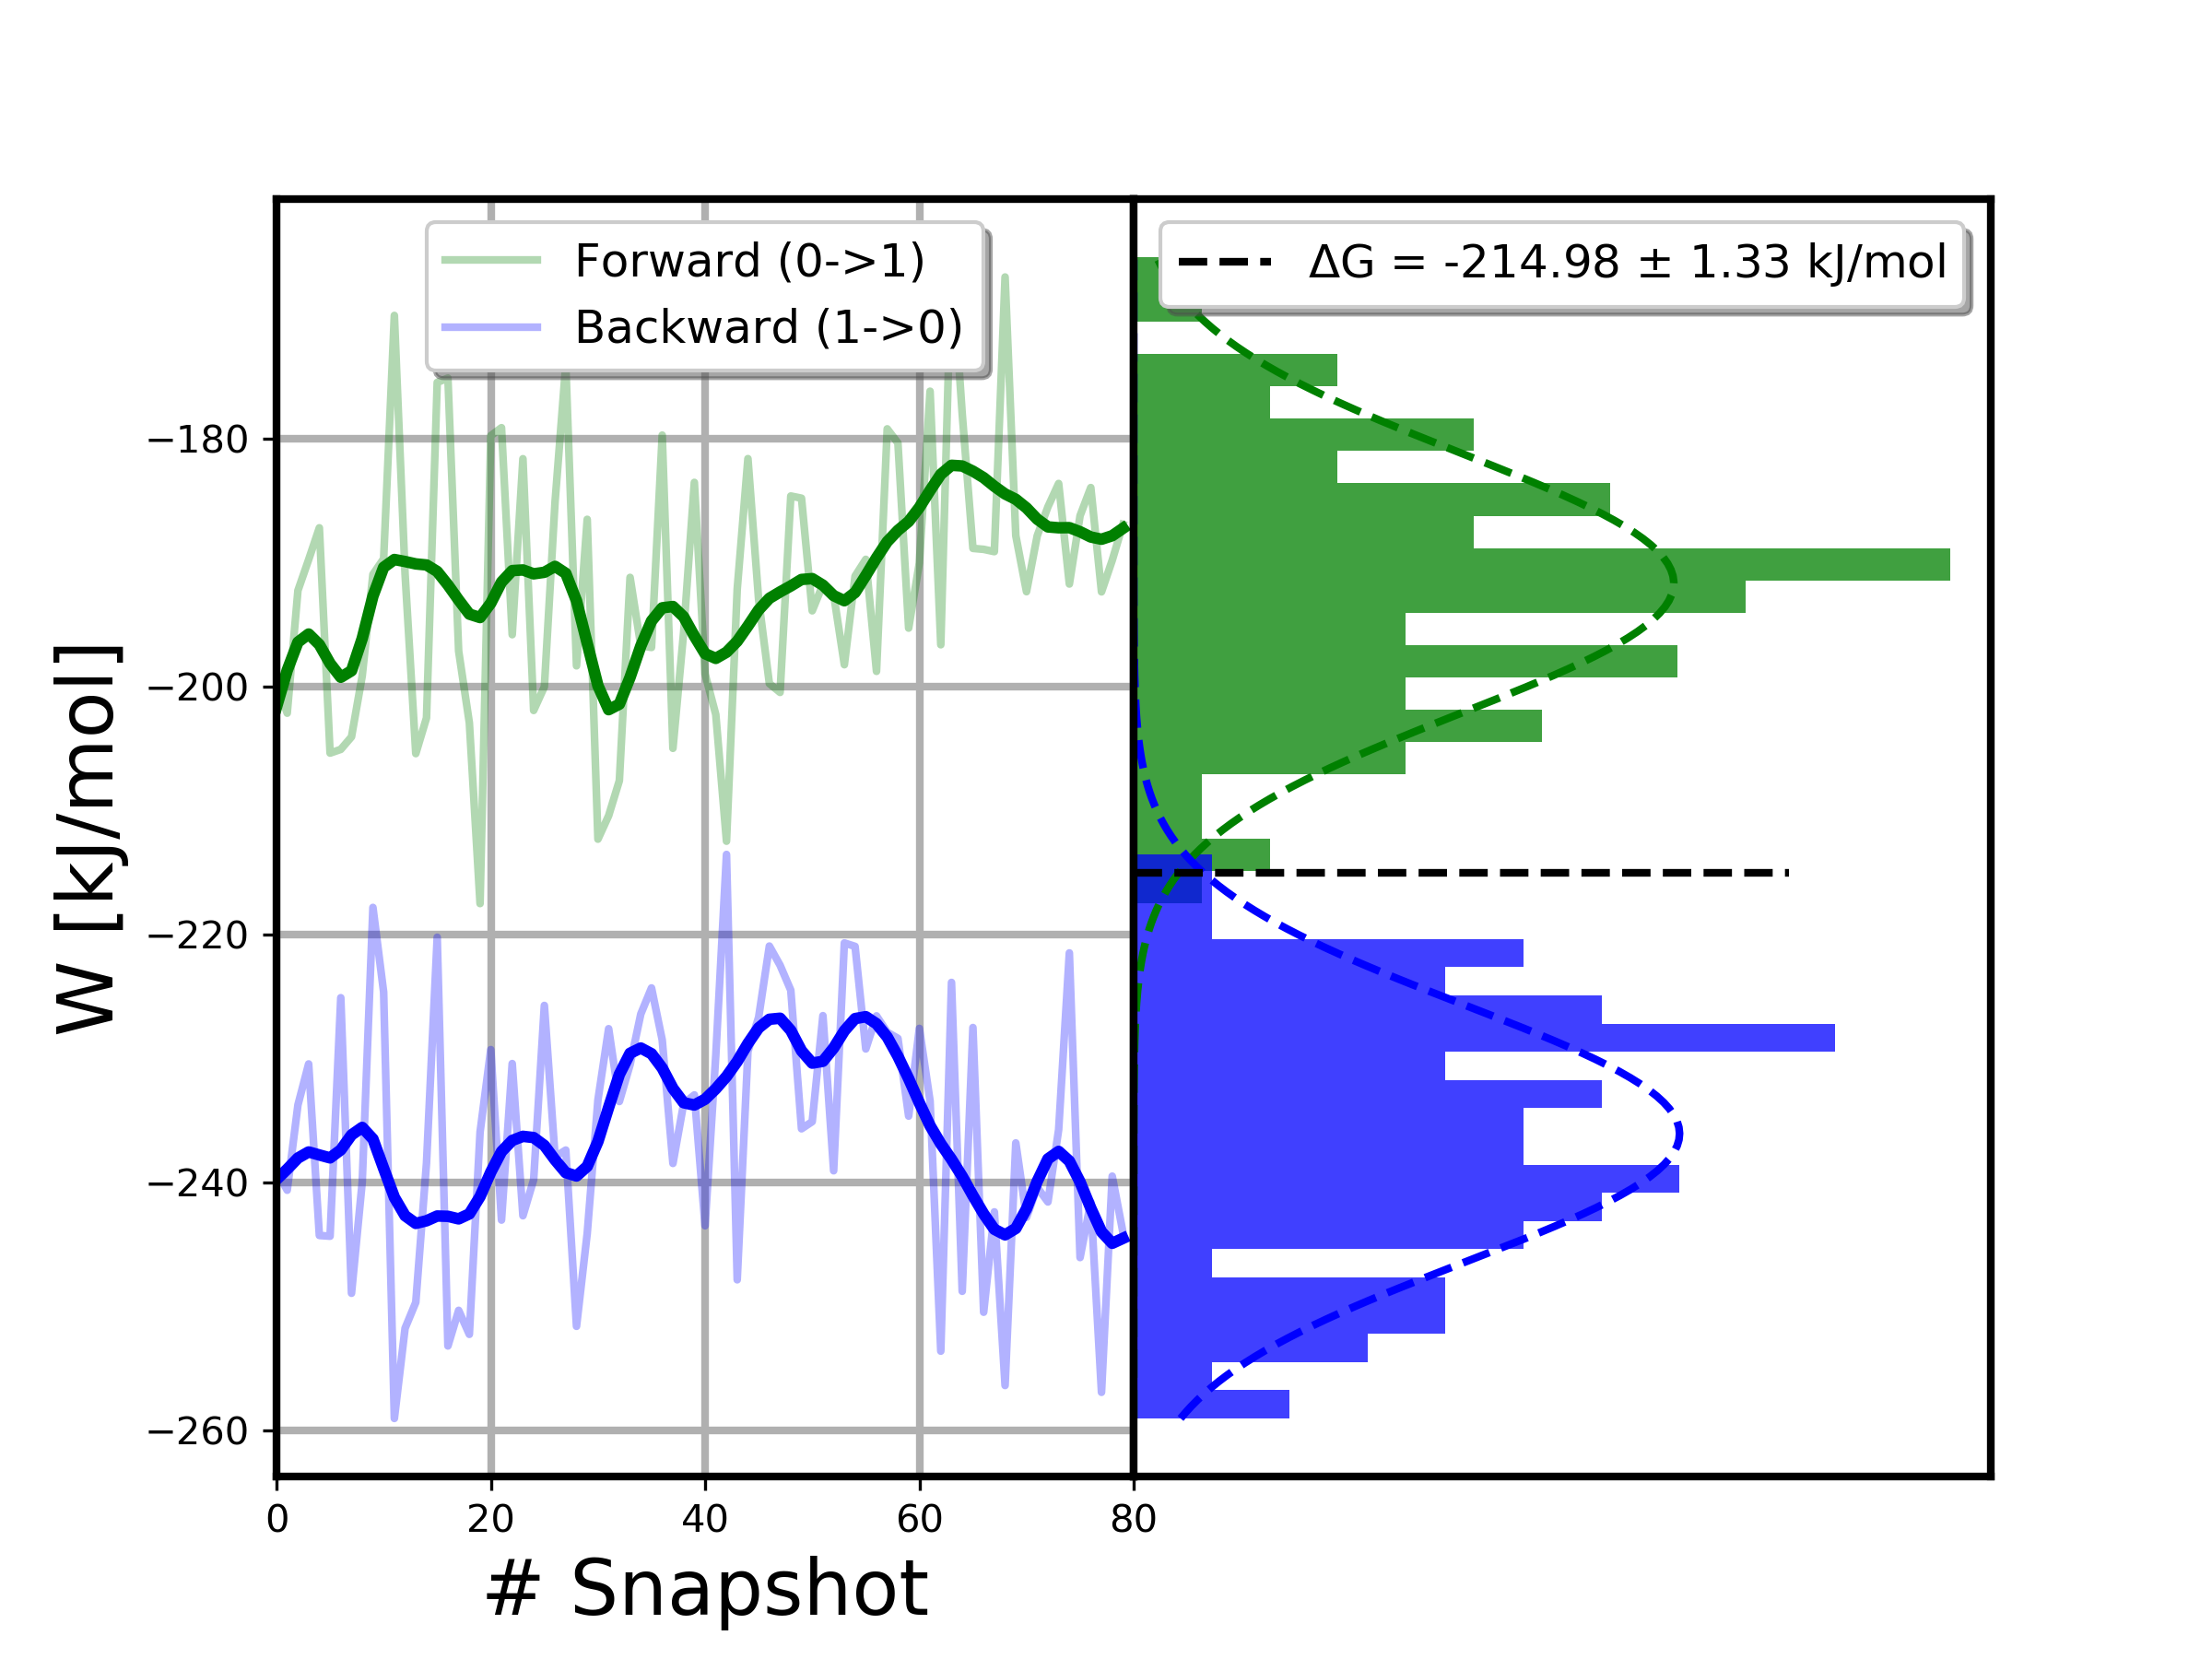 Forward (0->1)
Backward (1->0)
ΔG = -214.98 ± 1.33 kJ/mol
W [kJ/mol]
−180
−200
−220
−240
−260
0 20 40 60 80
# Snapshot